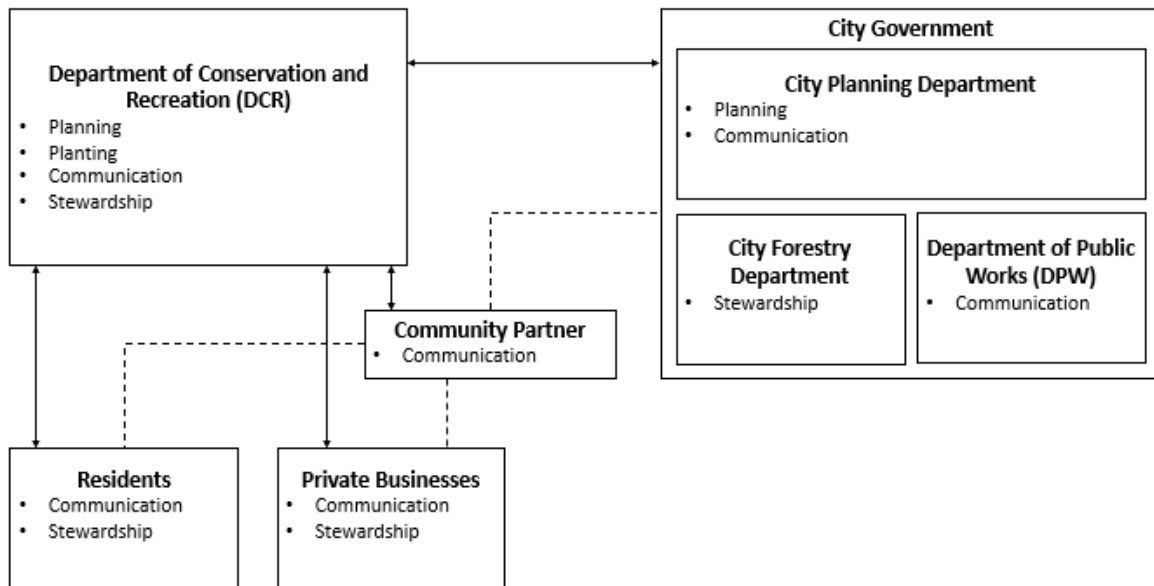 Department of Conservation and
Recreation (DCR)
• Planning
• Planting
• Communication
• Stewardship
City Government
City Planning Department
• Planning
• Communication
City Forestry
Department
• Stewardship
Department of Public
Works (DPW)
• Communication
Community Partner
• Communication
Residents
• Communication
• Stewardship
Private Businesses
• Communication
• Stewardship